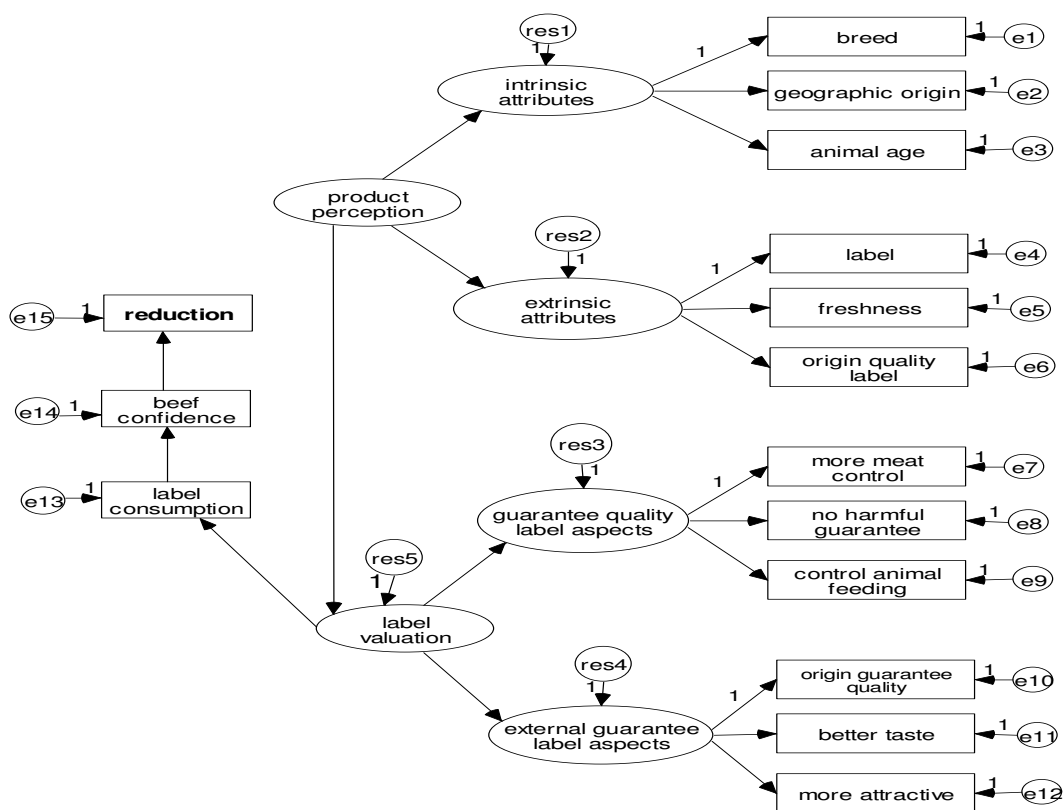 res1
1
intrinsic
attributes
1
breed
1
e1
geographic origin
1
e2
animal age
1
e3
product
perception
res2
1
extrinsic
attributes
1
label
1
e4
freshness
1
e5
origin quality
label
1
e6
e15
1
reduction
e14
1
beef
confidence
e13
1
label
consumption
res3
1
guarantee quality
label aspects
1
more meat
control
1
e7
no harmful
guarantee
1
e8
control animal
feeding
1
e9
res5
1
label
valuation
res4
1
external guarantee
label aspects
1
origin guarantee
quality
1
e10
better taste
1
e11
more attractive
1
e12